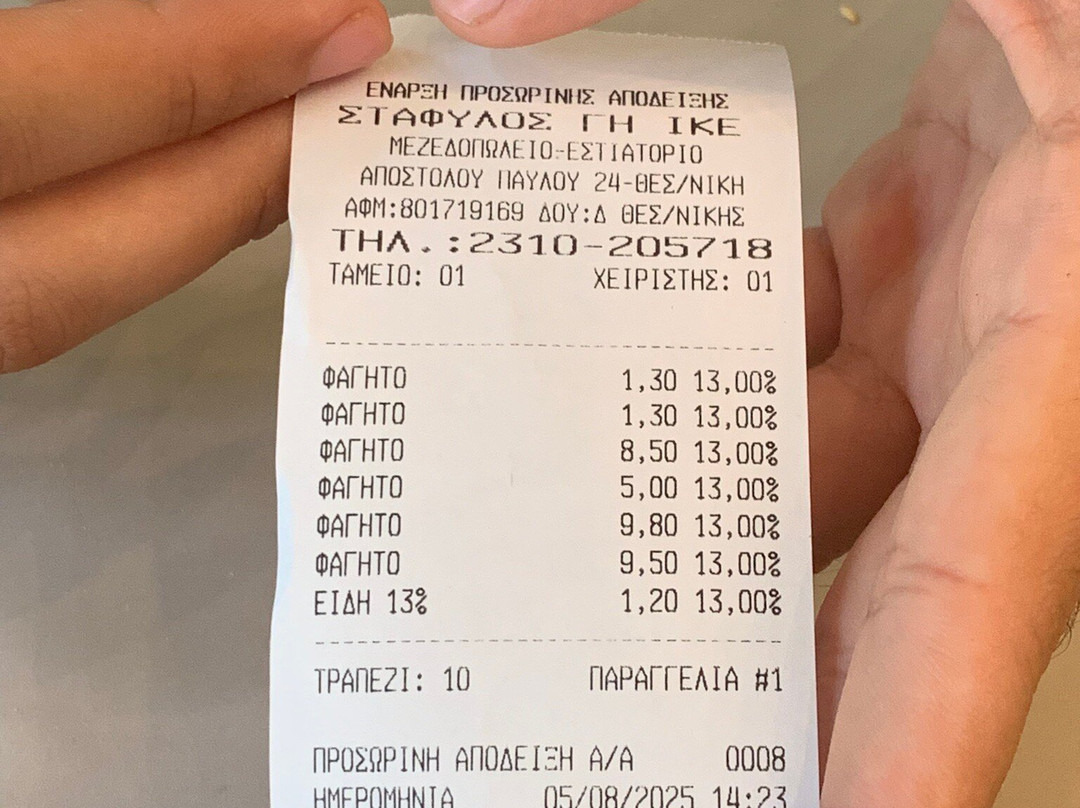 ΕΝΑΡΞΗ ΠΡΟΣΩΡΙΝΗΣ ΑΠΟΔΕΙΞΗΣ
ΣΤΑΦΥΛΟΣ ΓΗ ΙΚΕ
ΜΕΖΕΔΟΠΩΛΕΙΟ-ΕΣΤΙΑΤΟΡΙΟ
ΑΠΟΣΤΟΛΟΥ ΠΑΥΛΟΥ 24-ΘΕΣ/ΝΙΚΗ
ΑΦΜ:801719169 ΔΟΥ:Δ ΘΕΣ/ΝΙΚΗΣ
ΤΗΛ.:2310-205718
ΤΑΜΕΙΟ: 01 ΧΕΙΡΙΣΤΗΣ: 01
ΦΑΓΗΤΟ 1,30 13,00%
ΦΑΓΗΤΟ 1,30 13,00%
ΦΑΓΗΤΟ 8,50 13,00%
ΦΑΓΗΤΟ 5,00 13,00%
ΦΑΓΗΤΟ 9,80 13,00%
ΦΑΓΗΤΟ 9,50 13,00%
ΕΙΔΗ 13% 1,20 13,00%
ΤΡΑΠΕΖΙ: 10 ΠΑΡΑΓΓΕΛΙΑ #1
ΠΡΟΣΩΡΙΝΗ ΑΠΟΔΕΙΞΗ Α/Α 0008
ΗΜΕΡΟΜΗΝΙΑ 05/08/2025 14:23